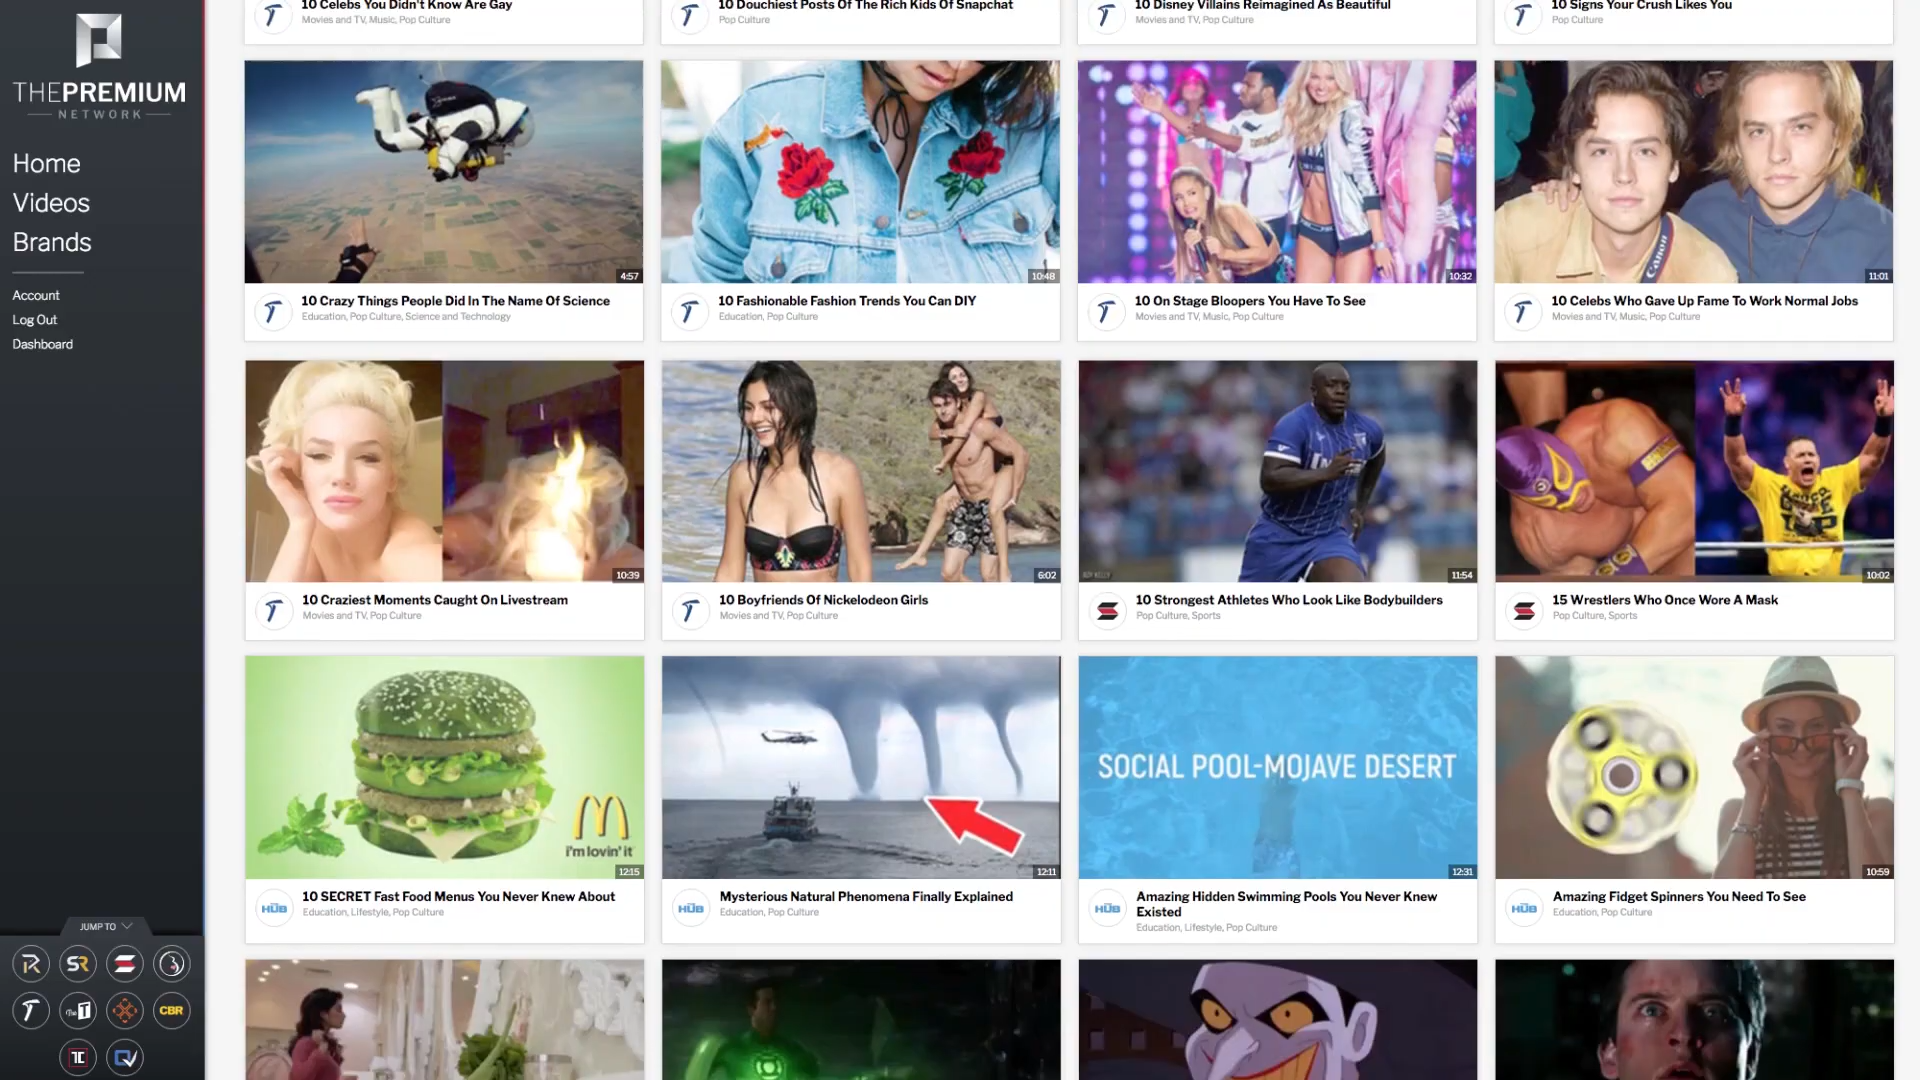 THEPREMIUM
NETWORK
Home
Videos
Brands
Account
Log Out
Dashboard
JUMP TO
SR
The T
CBR
10 Celebs You Didn't Know Are Gay
Movies and TV, Music, Pop Culture
10 Douchiest Posts Of The Rich Kids Of Snapchat
Pop Culture
10 Disney Villains Reimagined As Beautiful
Movies and TV, Pop Culture
10 Signs Your Crush Likes You
Pop Culture
4:57
10 Crazy Things People Did In The Name Of Science
Education, Pop Culture, Science and Technology
10:48
10 Fashionable Fashion Trends You Can DIY
Education, Pop Culture
10:32
10 On Stage Bloopers You Have To See
Movies and TV, Music, Pop Culture
Canon
11:01
10 Celebs Who Gave Up Fame To Work Normal Jobs
Movies and TV, Music, Pop Culture
10:39
10 Craziest Moments Caught On Livestream
Movies and TV, Pop Culture
6:02
10 Boyfriends Of Nickelodeon Girls
Movies and TV, Pop Culture
11:54
10 Strongest Athletes Who Look Like Bodybuilders
Pop Culture, Sports
10:02
15 Wrestlers Who Once Wore A Mask
Pop Culture, Sports
i'm lovin' it
12:15
HUB
10 SECRET Fast Food Menus You Never Knew About
Education, Lifestyle, Pop Culture
12:11
HUB
Mysterious Natural Phenomena Finally Explained
Education, Pop Culture
SOCIAL POOL-MOJAVE DESERT
12:31
HUB
Amazing Hidden Swimming Pools You Never Knew
Existed
Education, Lifestyle, Pop Culture
10:59
HUB
Amazing Fidget Spinners You Need To See
Education, Pop Culture